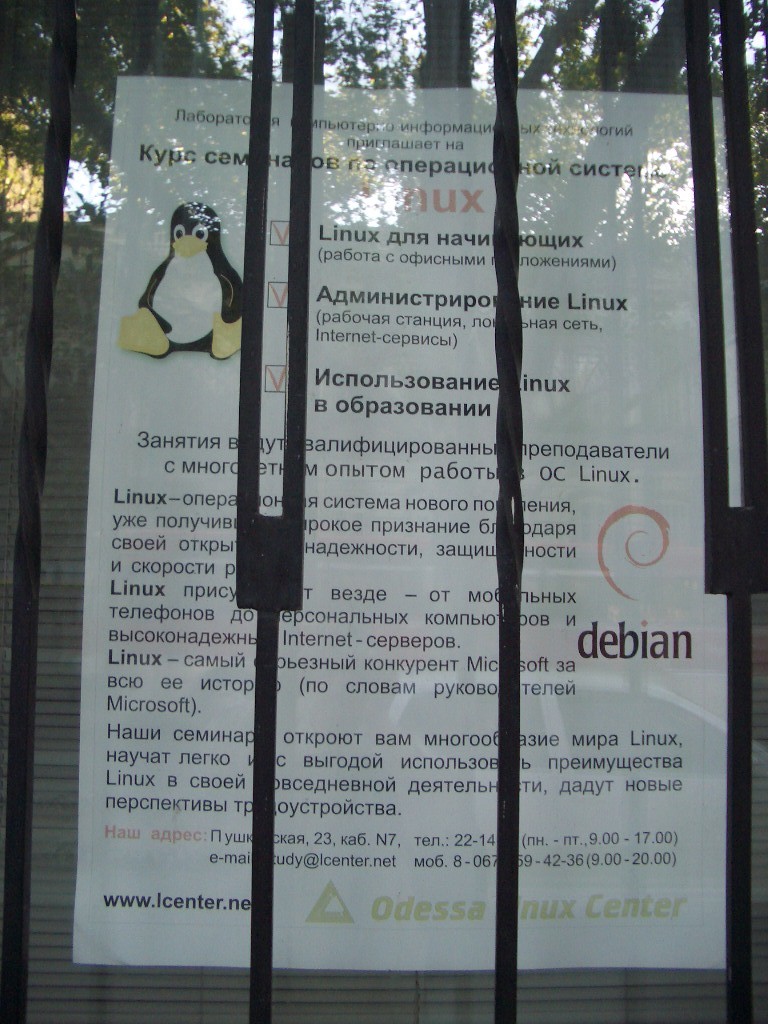 Лаборатория компьютерно информационных технологий
приглашает на
Курс семинаров по операционной системе
Linux
Linux для начинающих
(работа с офисными приложениями)
Администрирование Linux
(рабочая станция, локальная сеть,
Internet-сервисы)
Использование Linux
в образовании
Занятия ведут квалифицированные преподаватели
с многолетним опытом работы в ОС Linux.
Linux – операционная система нового поколения,
уже получившая широкое признание благодаря
своей открытости, надежности, защищенности
и скорости
Linux присутствует везде – от мобильных
телефонов до персональных компьютеров и
высоконадежных Internet - серверов.
Linux – самый серьезный конкурент Microsoft за
всю ее историю (по словам руководителей
Microsoft).
debian
Наши семинары откроют вам многообразие мира Linux,
научат легко и с выгодой использовать преимущества
Linux в своей повседневной деятельности, дадут новые
перспективы трудоустройства.
Наш адрес: Пушкинская, 23, каб. N7, тел.: 22-14 (пн. - пт., 9.00 - 17.00)
e-mail: study@lcenter.net моб. 8-067 59-42-36 (9.00 - 20.00)
www.lcenter.net
Odessa Linux Center